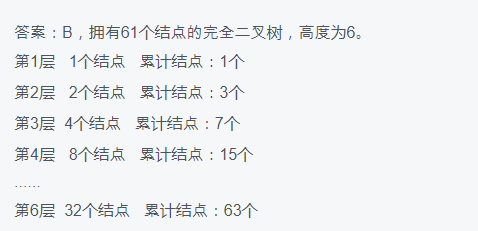 答案：B，拥有61个结点的完全二叉树，高度为6。
第1层 1个结点 累计结点：1个
第2层 2个结点 累计结点：3个
第3层 4个结点 累计结点：7个
第4层 8个结点 累计结点：15个
......
第6层 32个结点 累计结点：63个